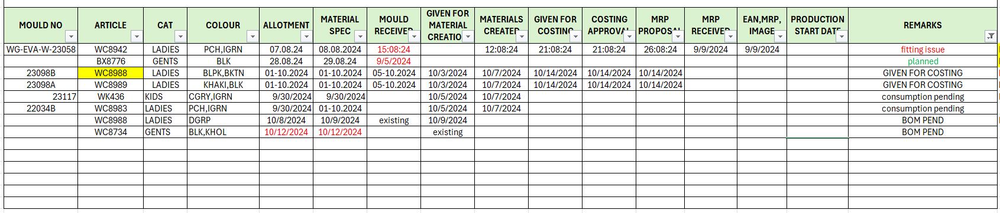 MOULD NO ARTICLE CAT COLOUR ALLOTMENT MATERIAL SPEC MOULD RECEIVED GIVEN FOR MATERIAL CREATIO MATERIALS CREATED GIVEN FOR COSTING COSTING APPROVAL MRP PROPOSAL MRP RECEIVED EAN,MRP, IMAGE PRODUCTION START DATE REMARKS
WG-EVA-W-23058 WC8942 LADIES PCH,IGRN 07.08.24 08.08.2024 15:08:24 12:08:24 21:08:24 21:08:24 26:08:24 9/9/2024 9/9/2024 fitting issue
BX8776 GENTS BLK 28.08.24 29.08.24 9/5/2024 planned
23098B WC8988 LADIES BLPK,BKTN 01-10.2024 01-10.2024 05-10.2024 10/3/2024 10/7/2024 10/14/2024 10/14/2024 10/14/2024 GIVEN FOR COSTING
23098A WC8989 LADIES KHAKI,BLK 01-10.2024 01-10.2024 05-10.2024 10/3/2024 10/7/2024 10/14/2024 10/14/2024 10/14/2024 GIVEN FOR COSTING
23117 WK436 KIDS CGRY,IGRN 9/30/2024 9/30/2024 10/5/2024 10/7/2024 consumption pending
22034B WC8983 LADIES PCH,IGRN 9/30/2024 01-10.2024 10/5/2024 10/7/2024 consumption pending
WC8988 LADIES DGRP 10/8/2024 10/9/2024 existing 10/9/2024 BOM PEND
WC8734 GENTS BLK,KHOL 10/12/2024 10/12/2024 existing BOM PEND